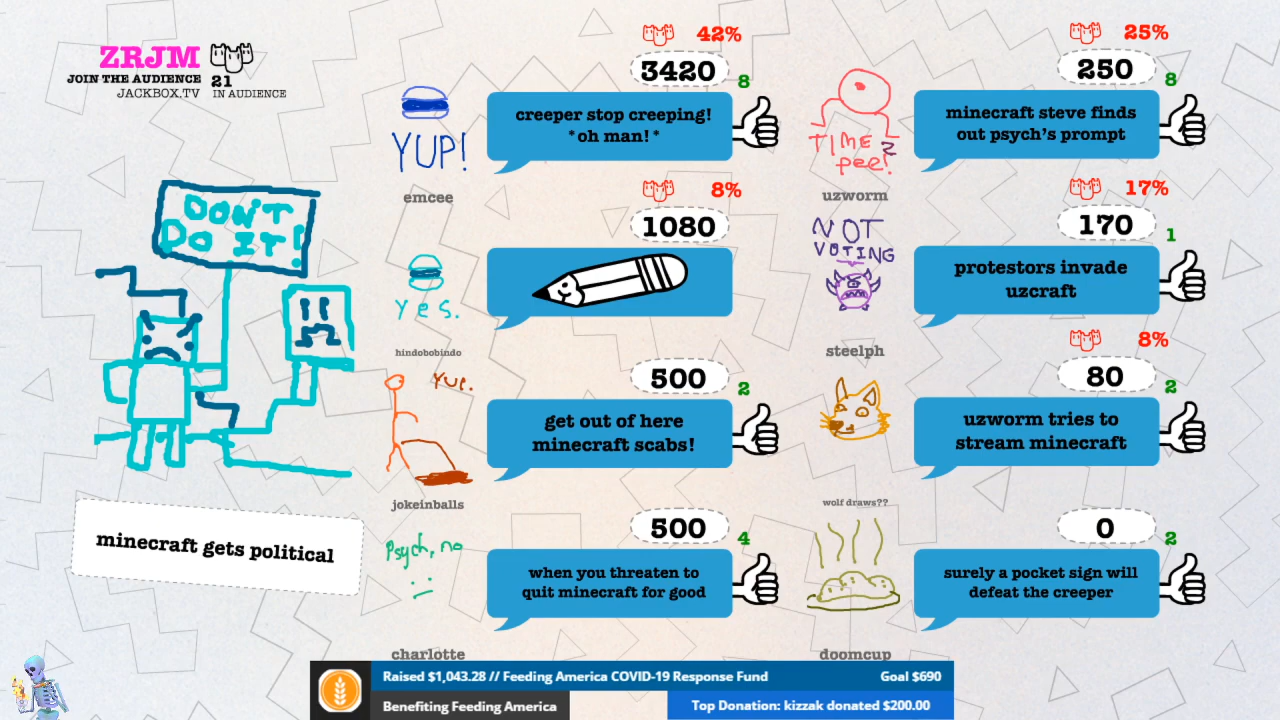 ZRJM
JOIN THE AUDIENCE
JACKBOX.TV
21
IN AUDIENCE
DON'T
DO IT!
minecraft gets political
42%
3420
8
YUP!
creeper stop creeping!
*oh man!*
emcee
8%
1080
Yes.
hindobobindo
500
2
YUP.
get out of here
minecraft scabs!
jokeinballs
500
4
Psych, no
when you threaten to
quit minecraft for good
charlotte
25%
250
8
TIME 2
pee!
minecraft steve finds
out psych's prompt
uzworm
17%
170
1
NOT
VOTING
protestors invade
uzcraft
steelph
8%
80
2
uzworm tries to
stream minecraft
wolf draws??
0
2
surely a pocket sign will
defeat the creeper
doomcup
Raised $1,043.28 // Feeding America COVID-19 Response Fund
Goal $690
Benefiting Feeding America
Top Donation: kizzak donated $200.00